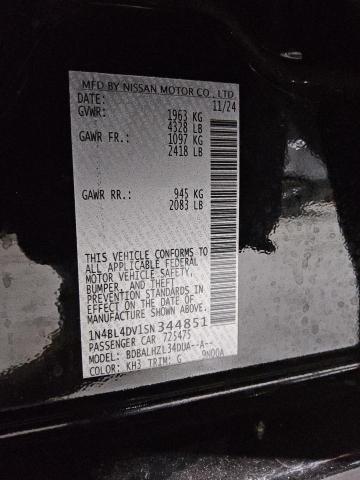 MFD BY NISSAN MOTOR CO., LTD.
DATE: 11/24
GVWR: 1963 KG
4328 LB
GAWR FR.: 1097 KG
2418 LB
GAWR RR.: 945 KG
2083 LB
THIS VEHICLE CONFORMS TO
ALL APPLICABLE FEDERAL
MOTOR VEHICLE SAFETY,
BUMPER, AND THEFT
PREVENTION STANDARDS IN
EFFECT ON THE DATE OF
MANUFACTURE SHOWN ABOVE.
1N4BL4DV1SN344851
PASSENGER CAR 725475
MODEL: BDBALHZL34DUA--A--
COLOR: KH3 TRIM: G 9N00A